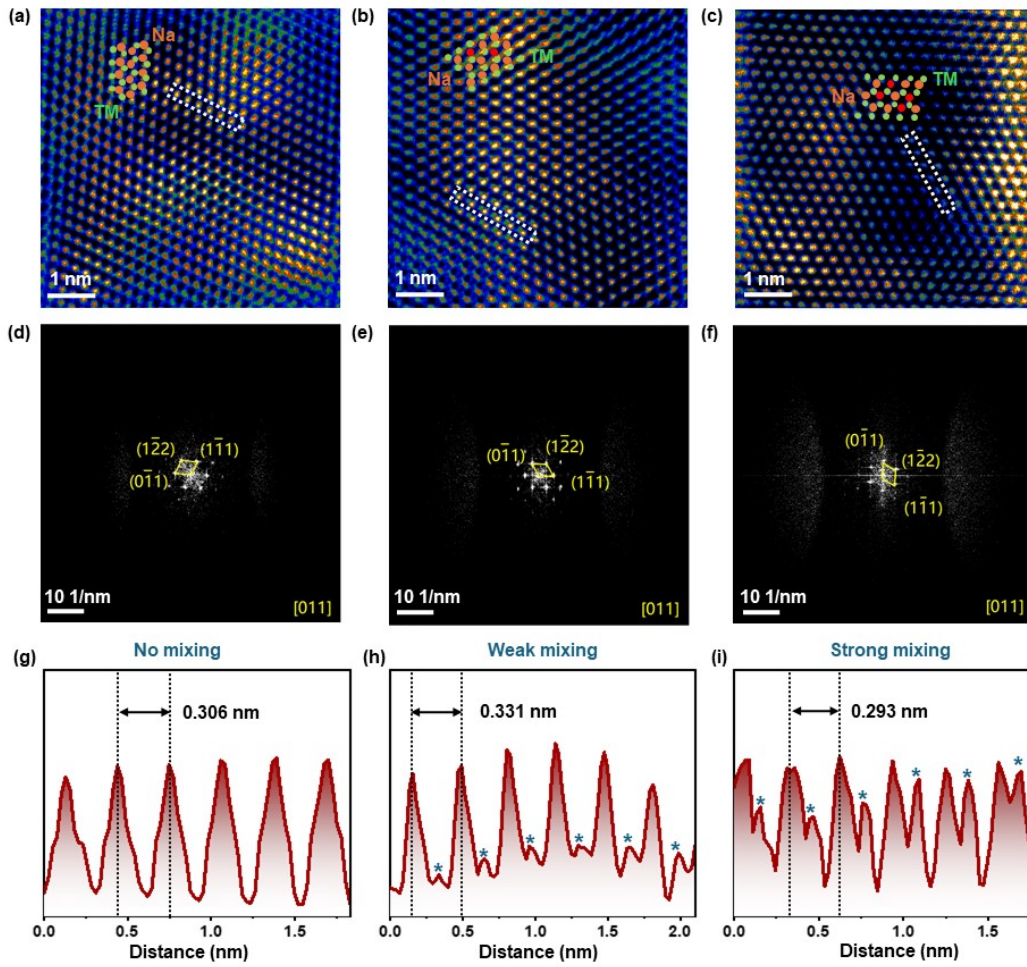 (a)
Na
TM
1 nm
(b)
TM
Na
1 nm
(c)
TM
Na
1 nm
(d)
(12̄2) (1̄11)
(01̄1)
10 1/nm
[011]
(e)
(01̄1) (12̄2)
(1̄11)
10 1/nm
[011]
(f)
(01̄1)
(12̄2)
(1̄11)
10 1/nm
[011]
(g)
No mixing
0.306 nm
0.0 0.5 1.0 1.5
Distance (nm)
(h)
Weak mixing
0.331 nm
* * * * * *
0.0 0.5 1.0 1.5 2.0
Distance (nm)
(i)
Strong mixing
0.293 nm
* * * * * *
0.0 0.5 1.0 1.5
Distance (nm)